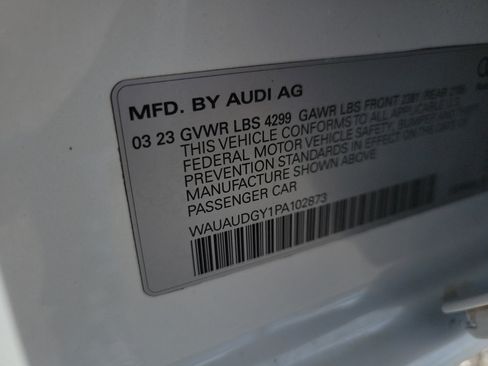 MFD. BY AUDI AG
03 23 GVWR LBS 4299 GAWR LBS FRONT 2381 REAR
THIS VEHICLE CONFORMS TO ALL APPLICABLE U.S.
FEDERAL MOTOR VEHICLE SAFETY, BUMPER AND THEFT
PREVENTION STANDARDS IN EFFECT ON THE DATE OF
MANUFACTURE SHOWN ABOVE
PASSENGER CAR
WAUAUDGY1PA102873